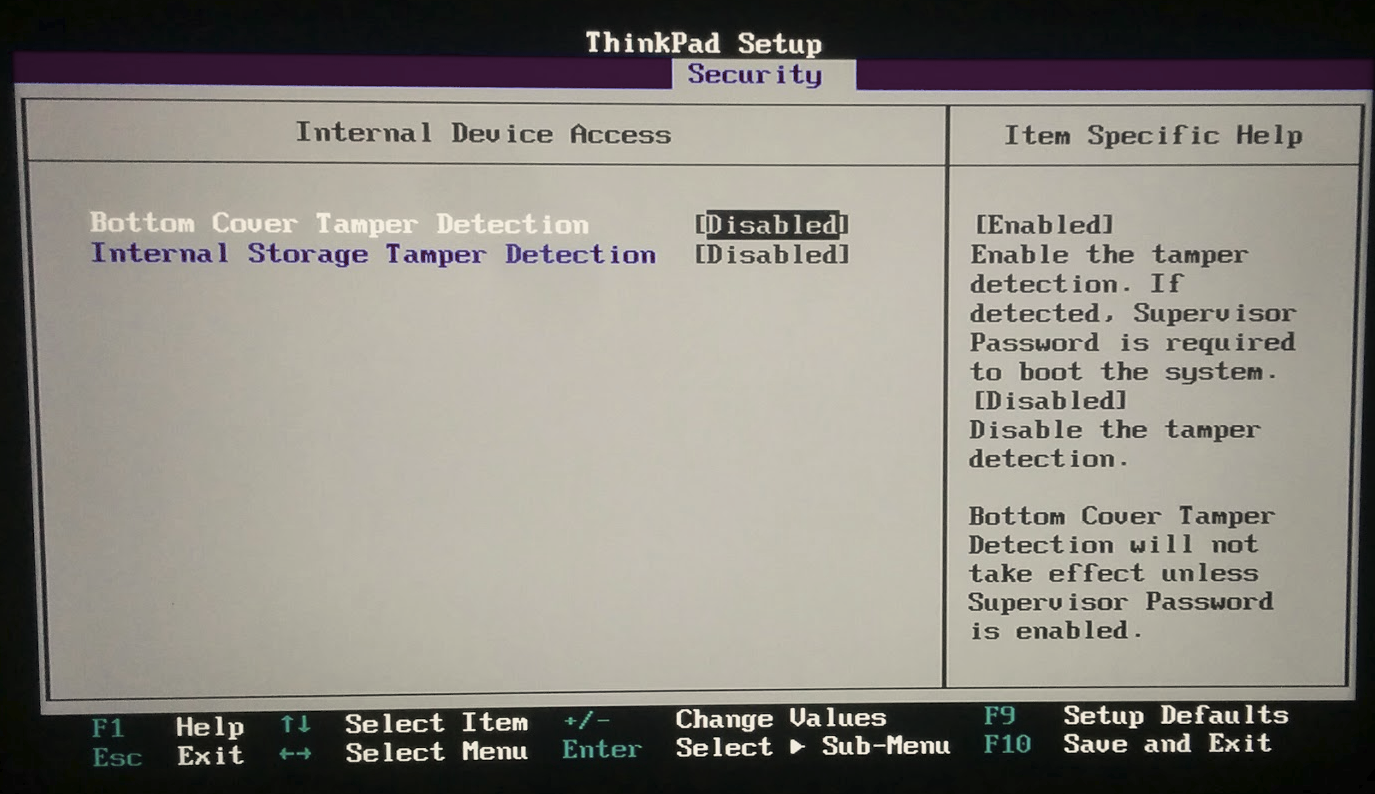 ThinkPad Setup
Security
Internal Device Access
Item Specific Help
Bottom Cover Tamper Detection [Disabled]
Internal Storage Tamper Detection [Disabled]
[Enabled]
Enable the tamper
detection. If
detected, Supervisor
Password is required
to boot the system.
[Disabled]
Disable the tamper
detection.
Bottom Cover Tamper
Detection will not
take effect unless
Supervisor Password
is enabled.
F1 Help ↑↓ Select Item +/- Change Values F9 Setup Defaults
Esc Exit ←→ Select Menu Enter Select ▶ Sub-Menu F10 Save and Exit